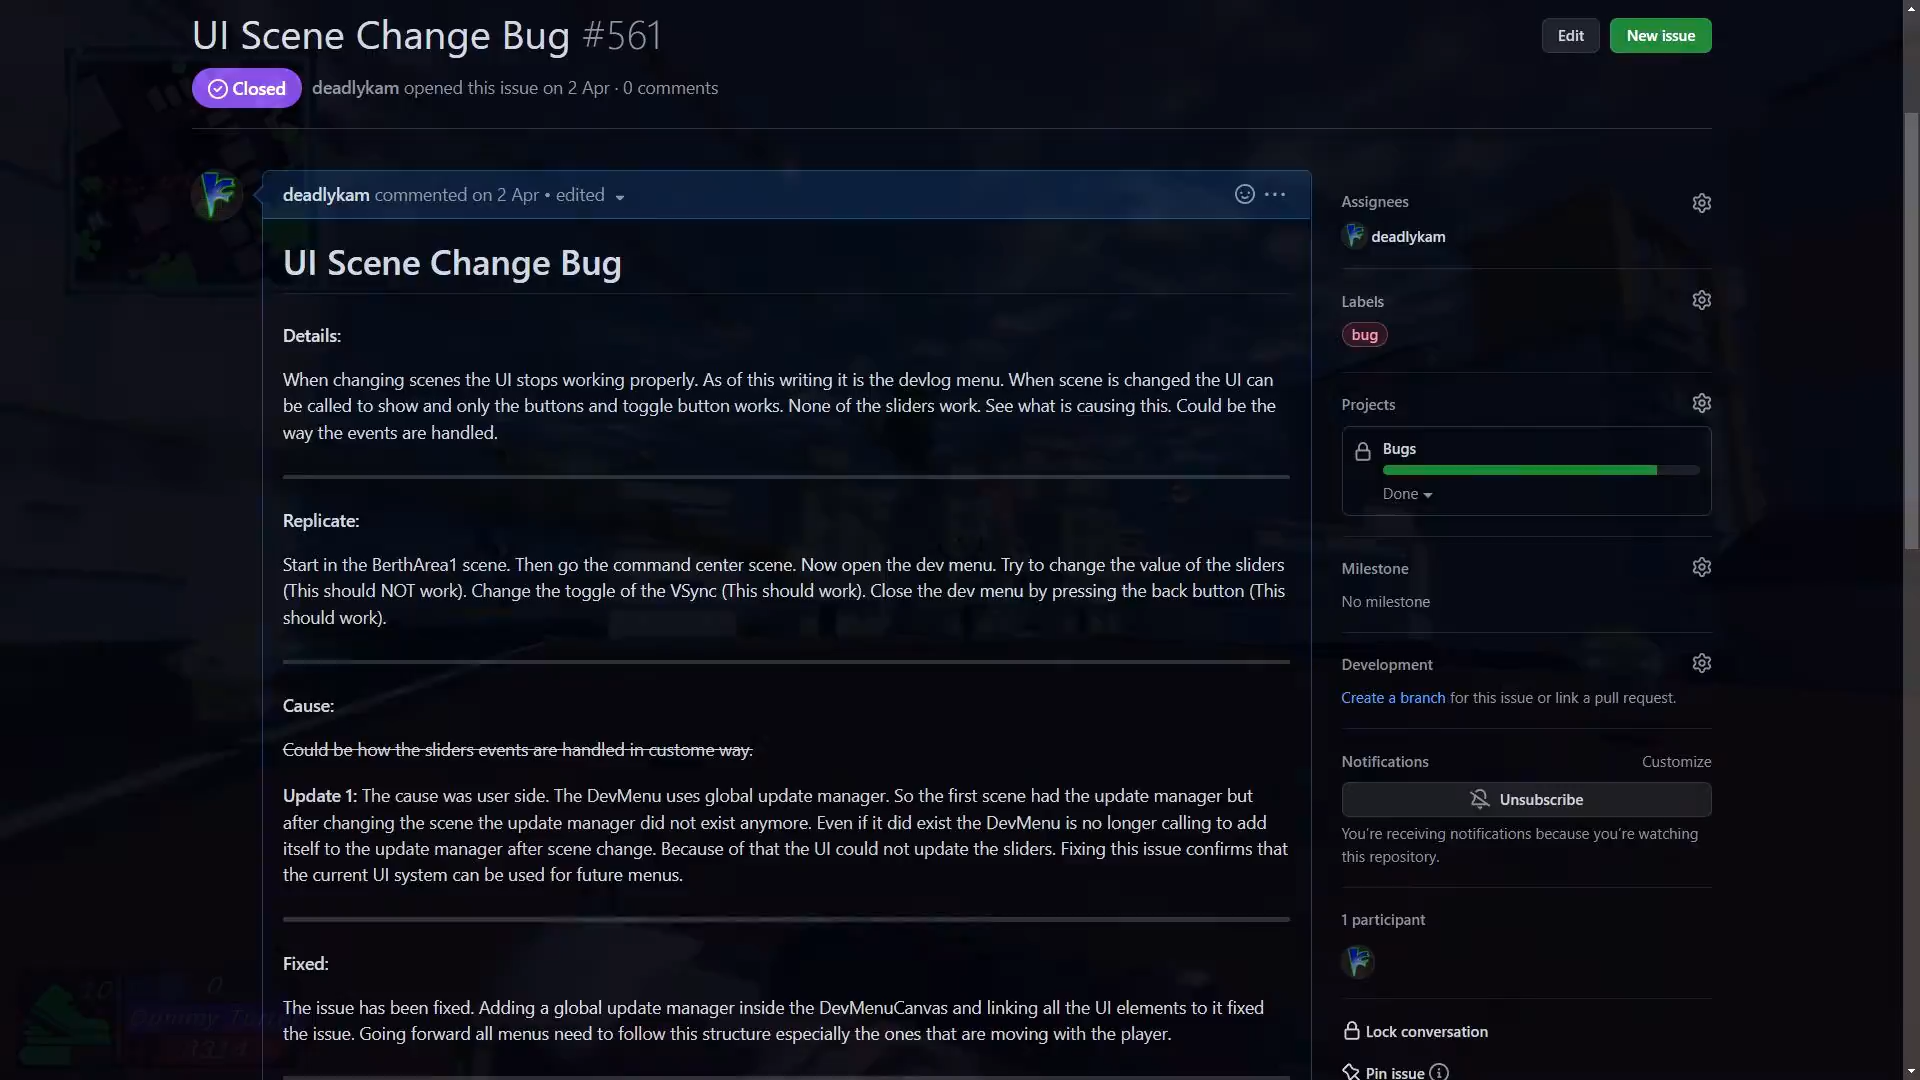 UI Scene Change Bug #561
Edit
New issue
Closed
deadlykam opened this issue on 2 Apr · 0 comments
deadlykam commented on 2 Apr • edited
UI Scene Change Bug
Details:
When changing scenes the UI stops working properly. As of this writing it is the devlog menu. When scene is changed the UI can
be called to show and only the buttons and toggle button works. None of the sliders work. See what is causing this. Could be the
way the events are handled.
Replicate:
Start in the BerthArea1 scene. Then go the command center scene. Now open the dev menu. Try to change the value of the sliders
(This should NOT work). Change the toggle of the VSync (This should work). Close the dev menu by pressing the back button (This
should work).
Cause:
Could be how the sliders events are handled in custome way.
Update 1: The cause was user side. The DevMenu uses global update manager. So the first scene had the update manager but
after changing the scene the update manager did not exist anymore. Even if it did exist the DevMenu is no longer calling to add
itself to the update manager after scene change. Because of that the UI could not update the sliders. Fixing this issue confirms that
the current UI system can be used for future menus.
Fixed:
The issue has been fixed. Adding a global update manager inside the DevMenuCanvas and linking all the UI elements to it fixed
the issue. Going forward all menus need to follow this structure especially the ones that are moving with the player.
Assignees
deadlykam
Labels
bug
Projects
Bugs
Done
Milestone
No milestone
Development
Create a branch for this issue or link a pull request.
Notifications
Customize
Unsubscribe
You're receiving notifications because you're watching
this repository.
1 participant
Lock conversation
Pin issue
10
0